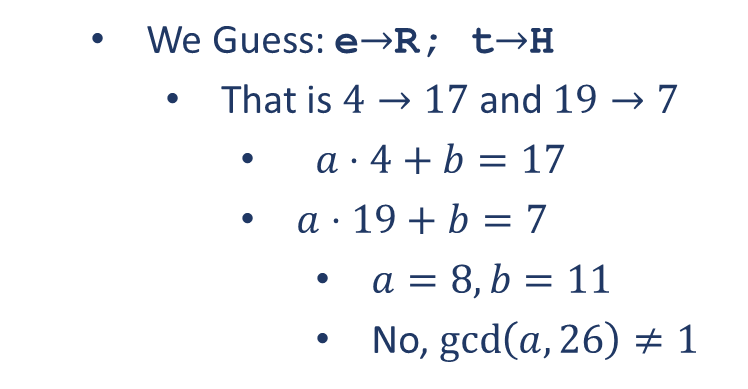 • We Guess: e→R; t→H
• That is 4 → 17 and 19 → 7
• a · 4 + b = 17
• a · 19 + b = 7
• a = 8, b = 11
• No, gcd(a, 26) ≠ 1